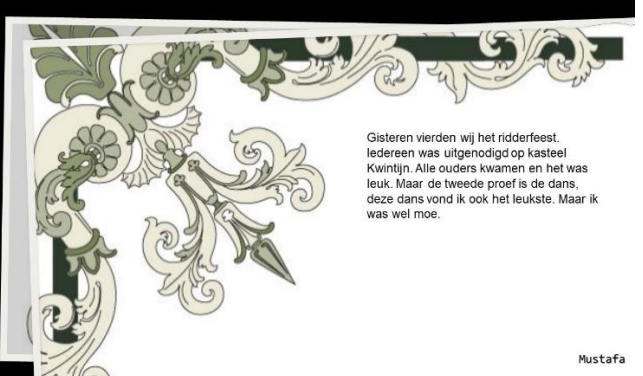 Gisteren vierden wij het ridderfeest.
Iedereen was uitgenodigd op kasteel
Kwintijn. Alle ouders kwamen en het was
leuk. Maar de tweede proef is de dans,
deze dans vond ik ook het leukste. Maar ik
was wel moe.
Mustafa